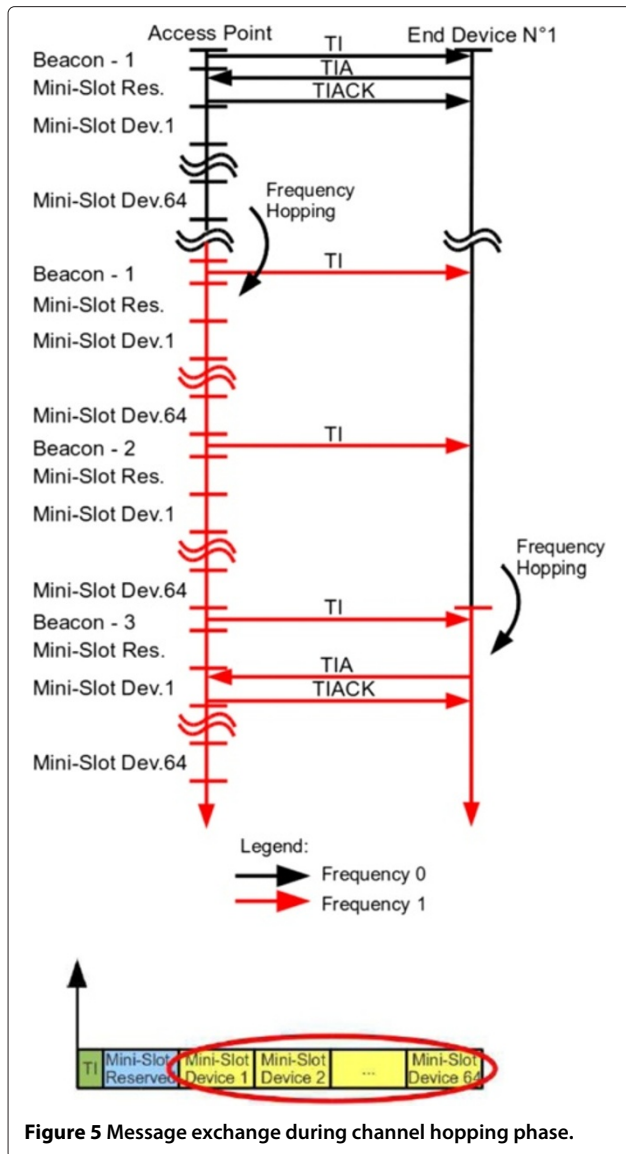 Access Point
End Device N°1
TI
Beacon - 1
TIA
Mini-Slot Res.
TIACK
Mini-Slot Dev.1
Mini-Slot Dev.64
Frequency
Hopping
Beacon - 1
TI
Mini-Slot Res.
Mini-Slot Dev.1
Mini-Slot Dev.64
TI
Beacon - 2
Mini-Slot Res.
Mini-Slot Dev.1
Frequency
Hopping
Mini-Slot Dev.64
TI
Beacon - 3
Mini-Slot Res.
TIA
Mini-Slot Dev.1
TIACK
Mini-Slot Dev.64
Legend:
Frequency 0
Frequency 1
TI
Mini-Slot
Reserved
Mini-Slot
Device 1
Mini-Slot
Device 2
...
Mini-Slot
Device 64
Figure 5 Message exchange during channel hopping phase.